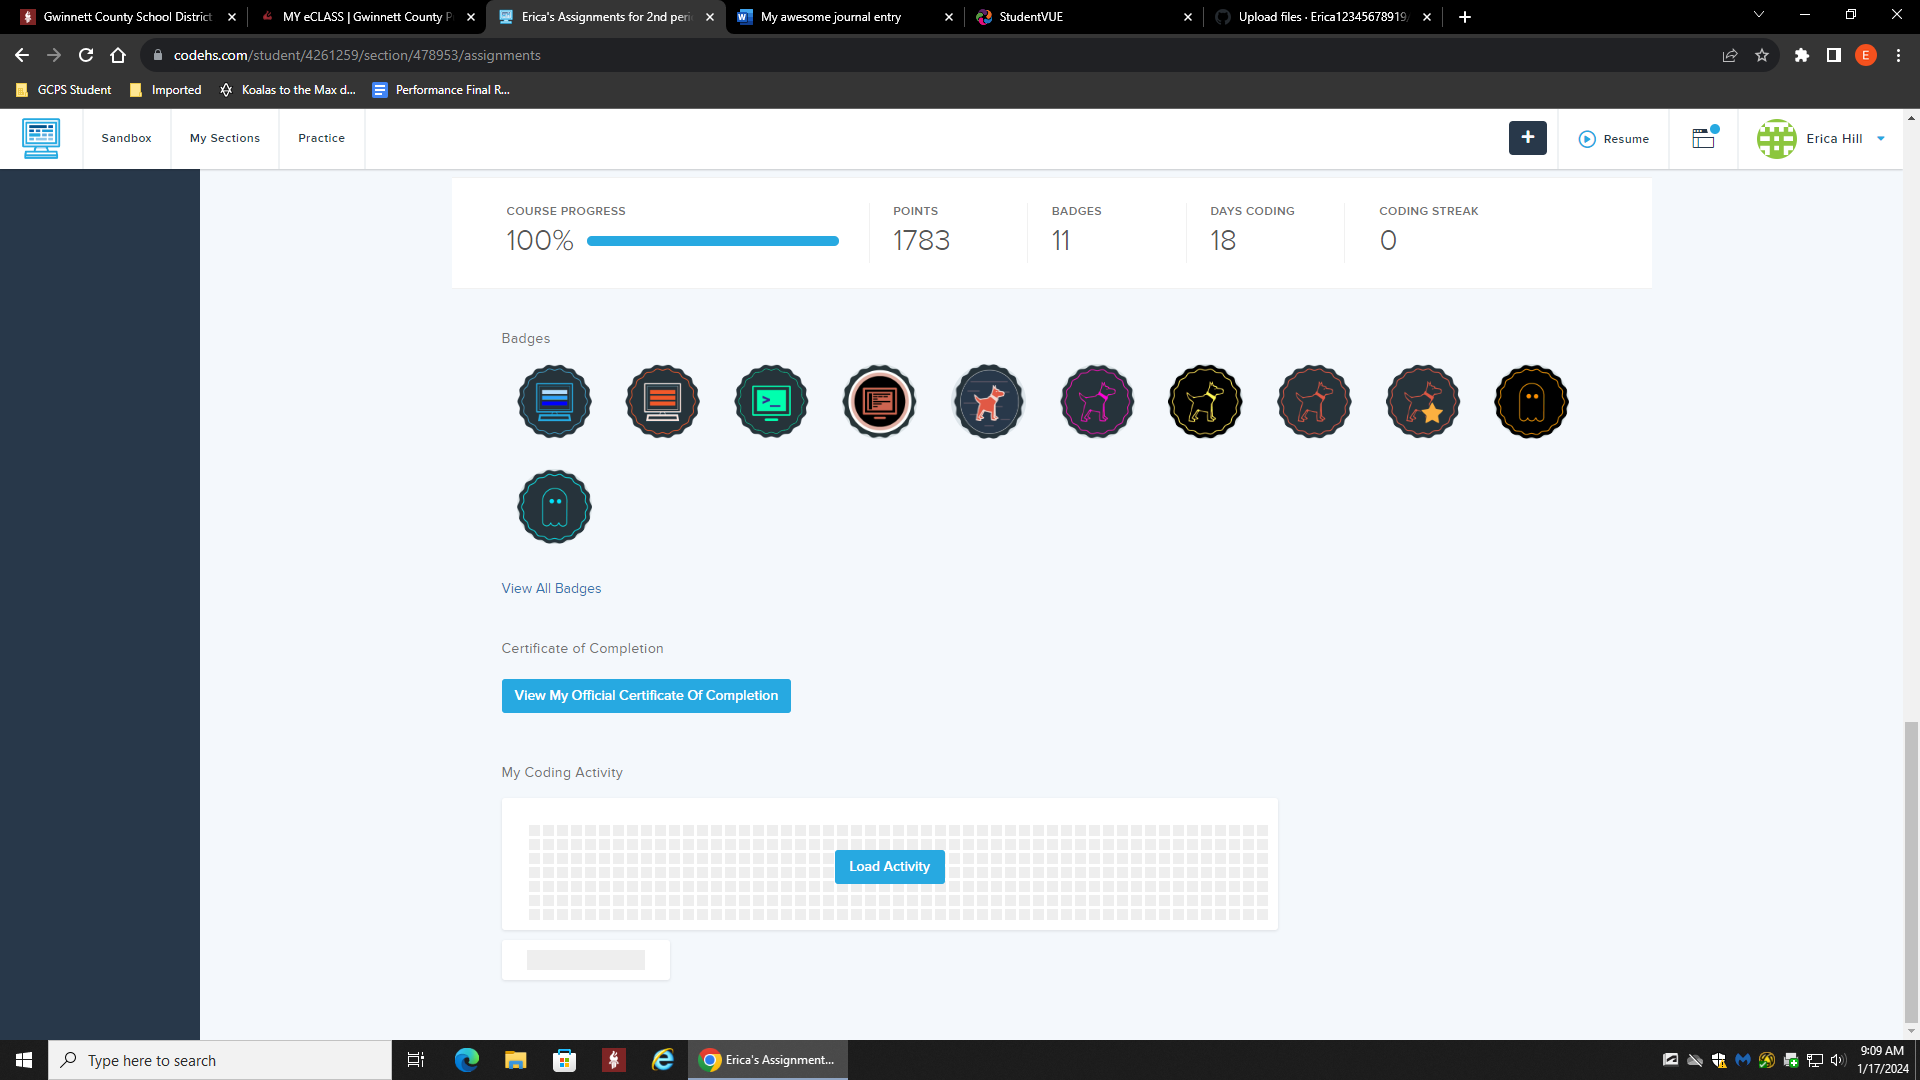 Gwinnett County School District
MY eCLASS | Gwinnett County P
Erica's Assignments for 2nd peri
My awesome journal entry
StudentVUE
Upload files · Erica12345678919/
codehs.com/student/4261259/section/478953/assignments
E
GCPS Student
Imported
Koalas to the Max d...
Performance Final R...
Sandbox
My Sections
Practice
+
Resume
Erica Hill
COURSE PROGRESS
100%
POINTS
1783
BADGES
11
DAYS CODING
18
CODING STREAK
0
Badges
>_
View All Badges
Certificate of Completion
View My Official Certificate Of Completion
My Coding Activity
Load Activity
Type here to search
Erica's Assignment...
9:09 AM
1/17/2024